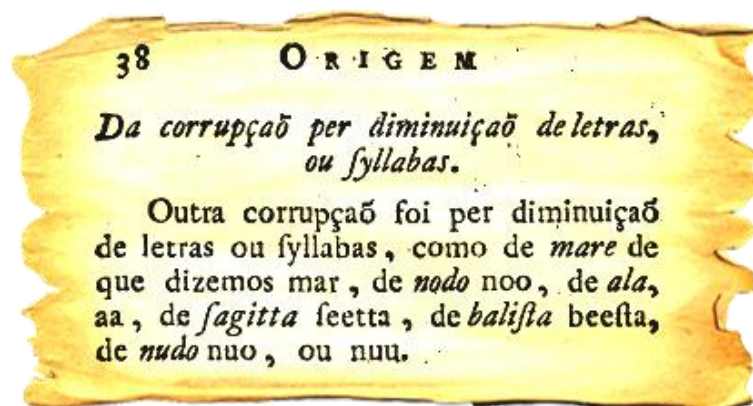 38 ORIGEM
Da corrupçaõ per diminuiçaõ de letras,
ou ſyllabas.
Outra corrupçaõ foi per diminuiçaõ
de letras ou ſyllabas, como de mare de
que dizemos mar, de nodo noo, de ala,
aa, de ſagitta ſeetta, de baliſta beeſta,
de nudo nuo, ou nuu.